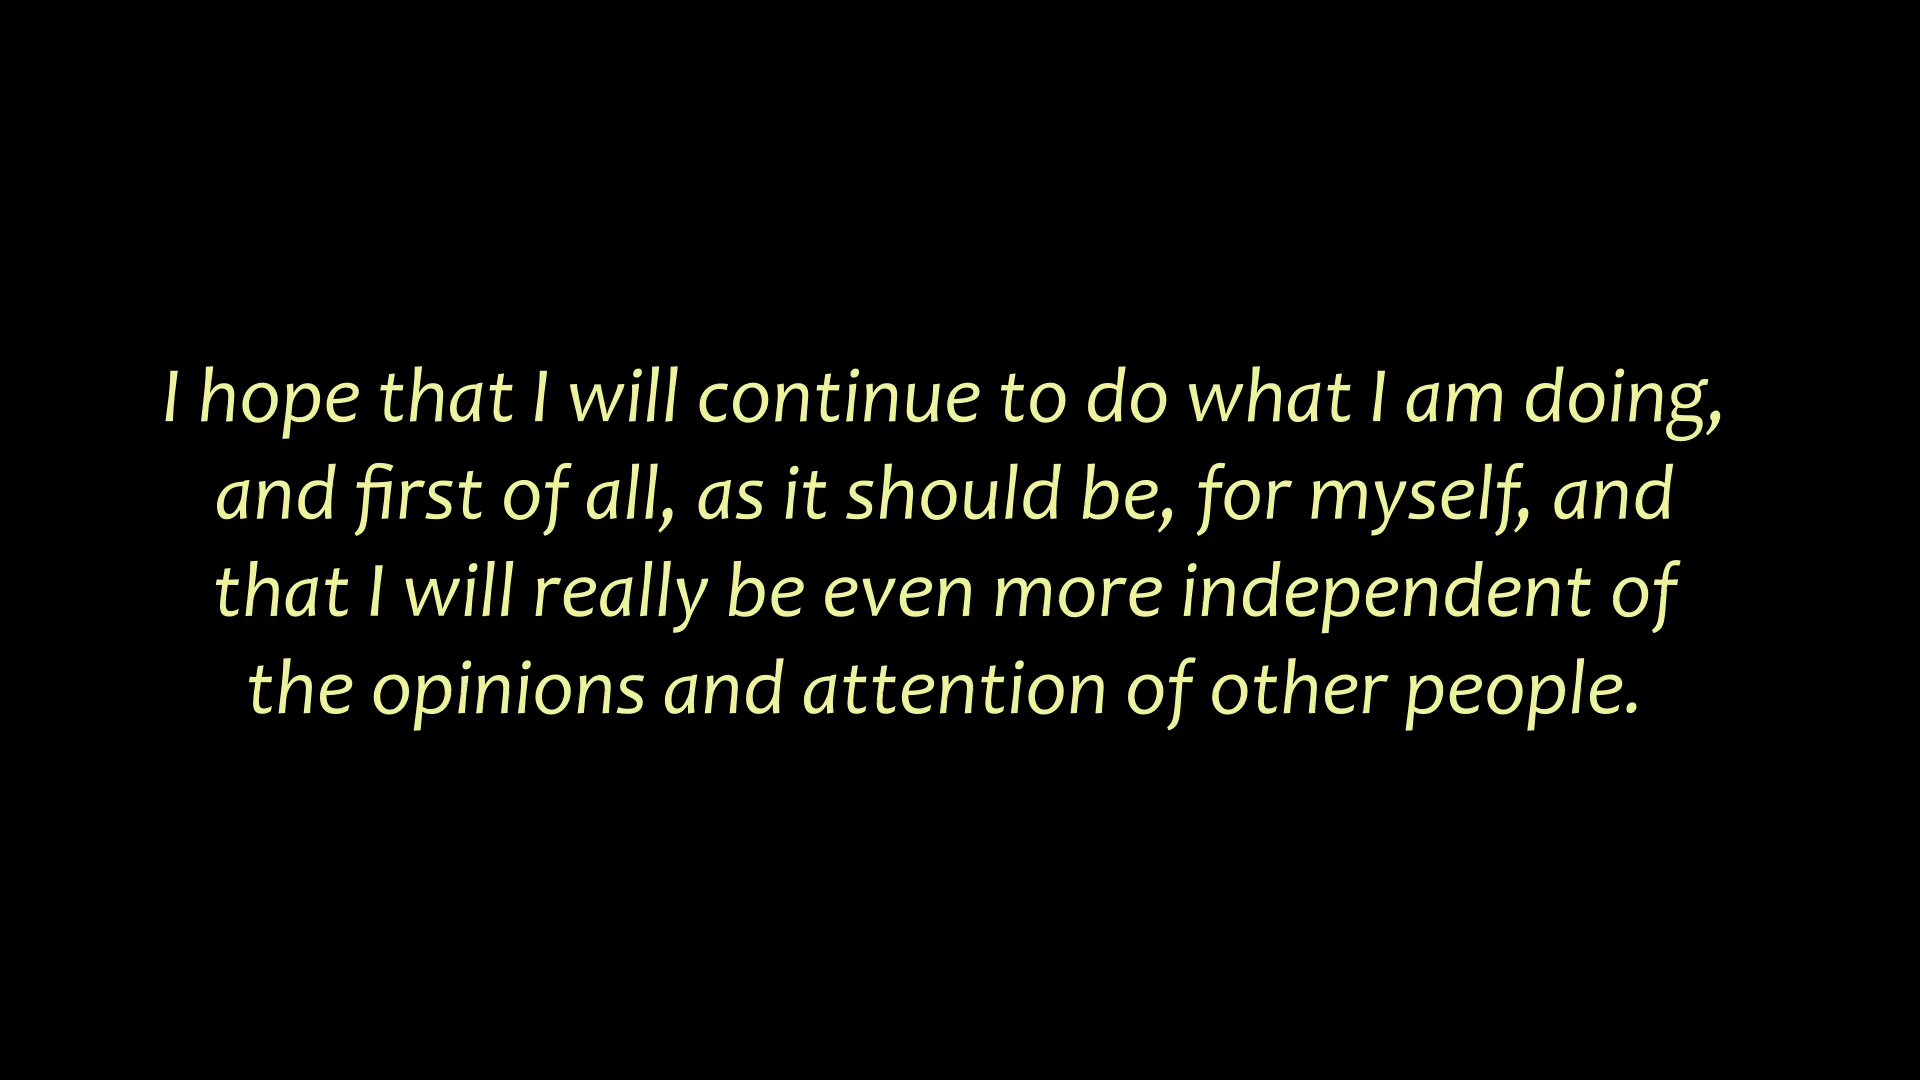 I hope that I will continue to do what I am doing,
and first of all, as it should be, for myself, and
that I will really be even more independent of
the opinions and attention of other people.